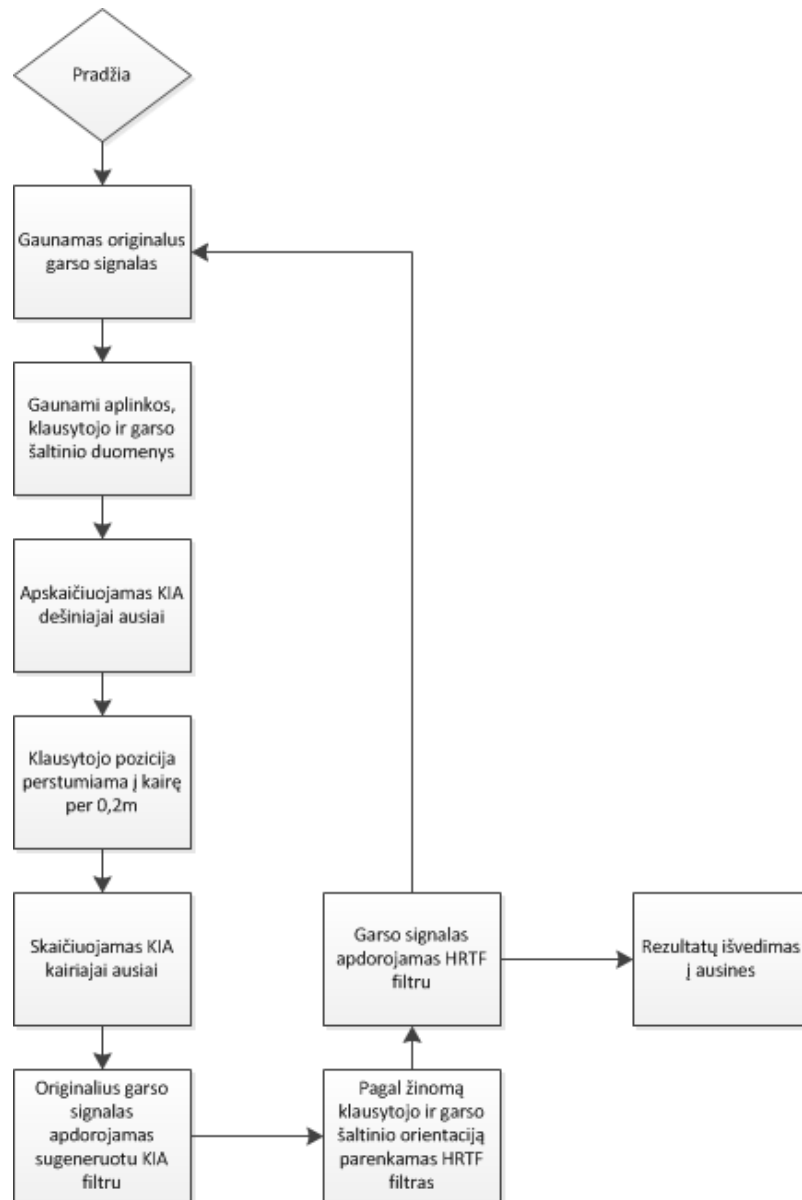 Pradžia
Gaunamas originalus
garso signalas
Gaunami aplinkos,
klausytojo ir garso
šaltinio duomenys
Apskaičiuojamas KIA
dešiniajai ausiai
Klausytojo pozicija
perstumiama į kairę
per 0,2m
Skaičiuojamas KIA
kairiajai ausiai
Originalius garso
signalas
apdorojamas
sugeneruotu KIA
filtru
Pagal žinomą
klausytojo ir garso
šaltinio orientaciją
parenkamas HRTF
filtras
Garso signalas
apdorojamas HRTF
filtru
Rezultatų išvedimas
į ausines